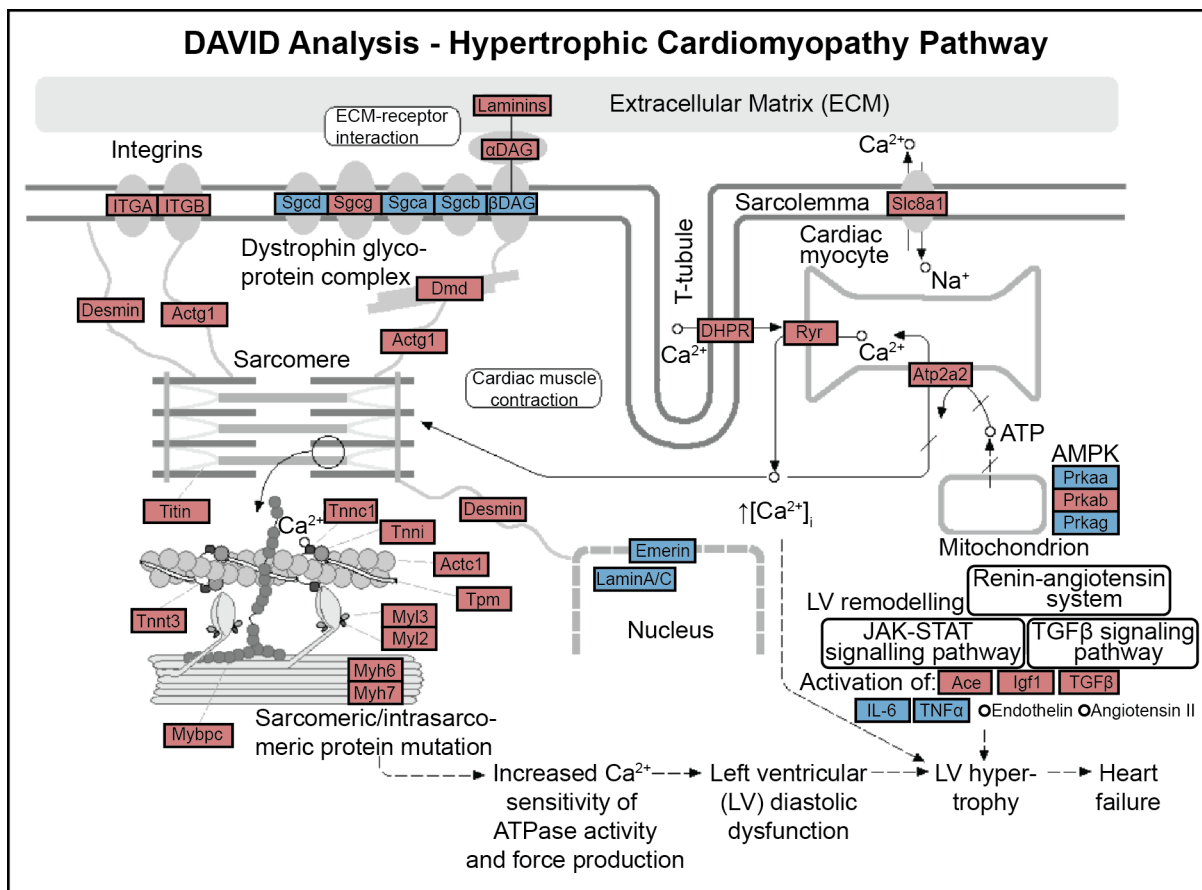 DAVID Analysis - Hypertrophic Cardiomyopathy Pathway
Extracellular Matrix (ECM)
Laminins
ECM-receptor
interaction
αDAG
Integrins
ITGA
ITGB
Sgcd
Sgcg
Sgca
Sgcb
βDAG
Dystrophin glyco-
protein complex
Ca²⁺
Sarcolemma
Slc8a1
Cardiac
myocyte
Na⁺
T-tubule
Desmin
Actg1
Dmd
Actg1
Ca²⁺
DHPR
Ryr
Ca²⁺
Atp2a2
Sarcomere
Cardiac muscle
contraction
ATP
AMPK
Prkaa
Prkab
Prkag
Mitochondrion
↑[Ca²⁺]i
Titin
Desmin
Ca²⁺
Tnnc1
Tnni
Actc1
Tpm
Tnnt3
Myl3
Myl2
Myh6
Myh7
Mybpc
Emerin
LaminA/C
Nucleus
Sarcomeric/intrasarco-
meric protein mutation
Renin-angiotensin
system
LV remodelling
JAK-STAT
signalling pathway
TGFβ signaling
pathway
Activation of:
Ace
Igf1
TGFβ
IL-6
TNFα
Endothelin
Angiotensin II
Increased Ca²⁺
sensitivity of
ATPase activity
and force production
Left ventricular
(LV) diastolic
dysfunction
LV hyper-
trophy
Heart
failure